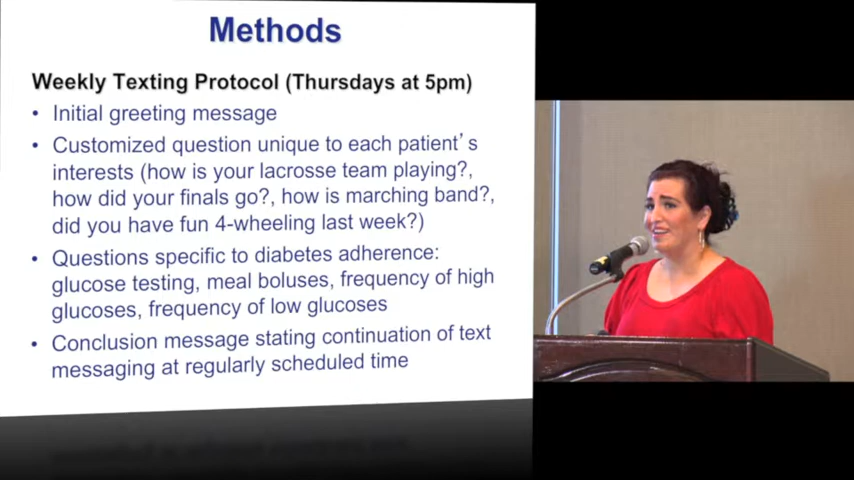 Methods
Weekly Texting Protocol (Thursdays at 5pm)
• Initial greeting message
• Customized question unique to each patient's
interests (how is your lacrosse team playing?,
how did your finals go?, how is marching band?,
did you have fun 4-wheeling last week?)
• Questions specific to diabetes adherence:
glucose testing, meal boluses, frequency of high
glucoses, frequency of low glucoses
• Conclusion message stating continuation of text
messaging at regularly scheduled time